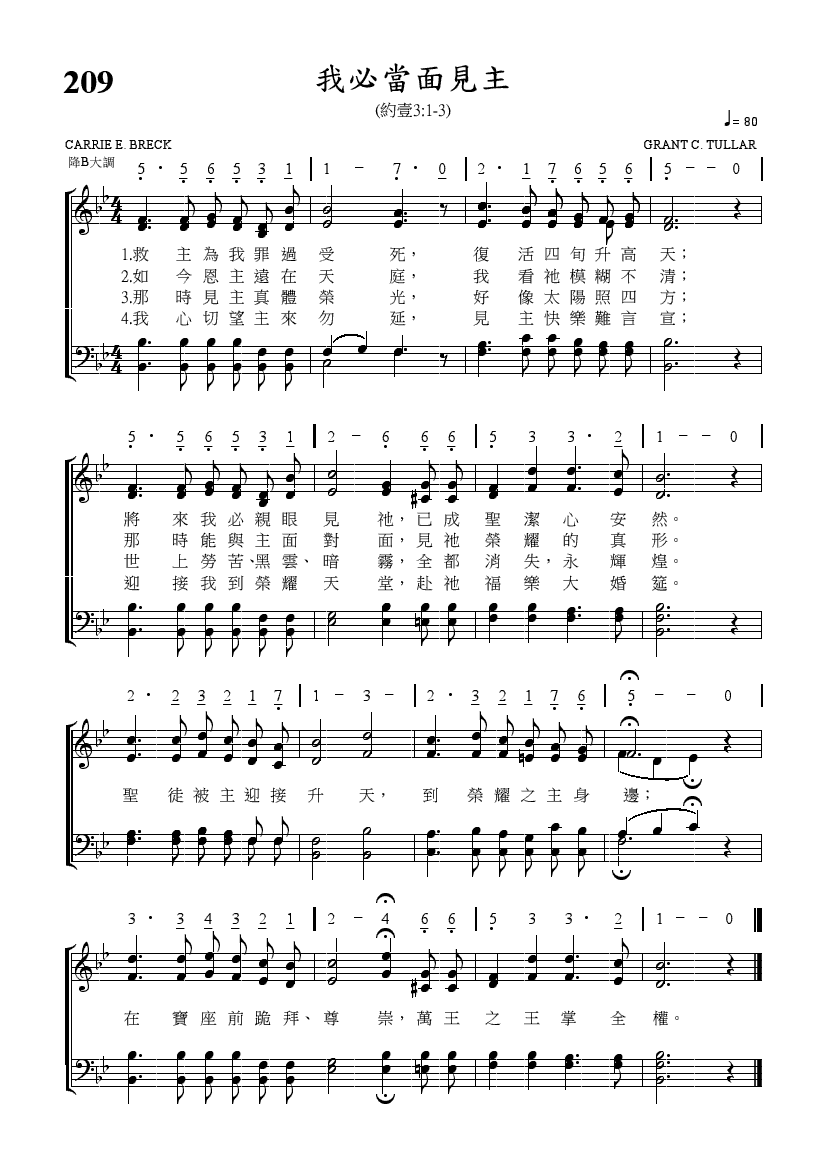 209
我必當面見主
(約壹3:1-3)
♩= 80
CARRIE E. BRECK
GRANT C. TULLAR
降B大調
5 · 5 6 5 3 1 | 1 - 7 · 0 | 2 · 1 7 6 5 6 | 5 - - 0 |
1.救主為我罪過受死，復活四旬升高天；
2.如今恩主遠在天庭，我看祂模糊不清；
3.那時見主真體榮光，好像太陽照四方；
4.我心切望主來勿延，見主快樂難言宣；
5 · 5 6 5 3 1 | 2 - 6 6 6 | 5 3 3 · 2 | 1 - - 0 |
將來我必親眼見祂，已成聖潔心安然。
那時能與主面對面，見祂榮耀的真形。
世上勞苦、黑雲、暗霧，全都消失，永輝煌。
迎接我到榮耀天堂，赴祂福樂大婚筵。
2 · 2 3 2 1 7 | 1 - 3 - | 2 · 3 2 1 7 6 | 5 - - 0 |
聖徒被主迎接升天，到榮耀之主身邊；
3 · 3 4 3 2 1 | 2 - 4 6 6 | 5 3 3 · 2 | 1 - - 0
在寶座前跪拜、尊崇，萬王之王掌全權。